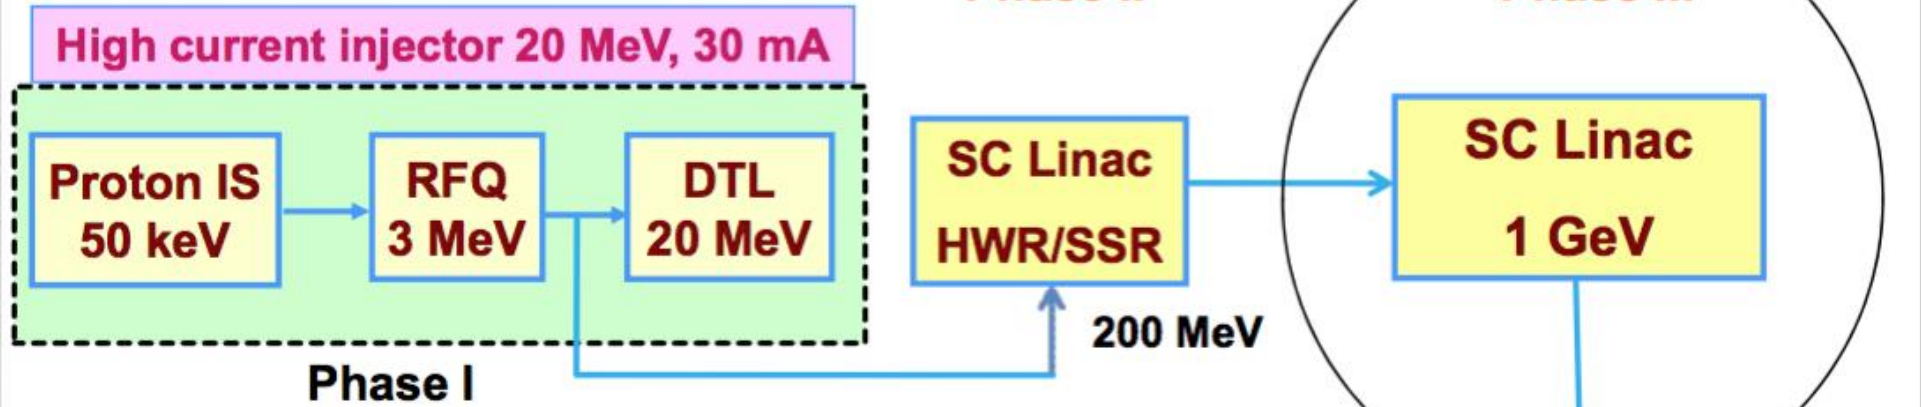 High current injector 20 MeV, 30 mA
Proton IS
50 keV
RFQ
3 MeV
DTL
20 MeV
Phase I
SC Linac
HWR/SSR
200 MeV
SC Linac
1 GeV